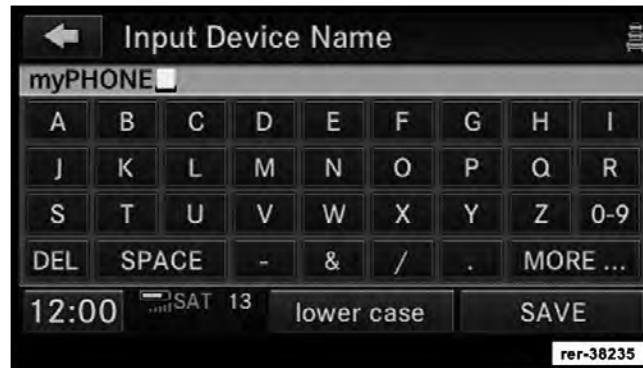 Input Device Name
myPHONE
A B C D E F G H I
J K L M N O P Q R
S T U V W X Y Z 0-9
DEL SPACE - & / . MORE ...
12:00 SAT 13 lower case SAVE
rer-38235